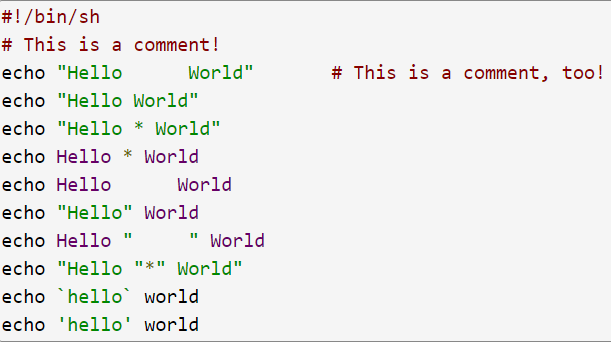 #!/bin/sh
# This is a comment!
echo "Hello      World"       # This is a comment, too!
echo "Hello World"
echo "Hello * World"
echo Hello * World
echo Hello      World
echo "Hello" World
echo Hello "     " World
echo "Hello "*" World"
echo `hello` world
echo 'hello' world